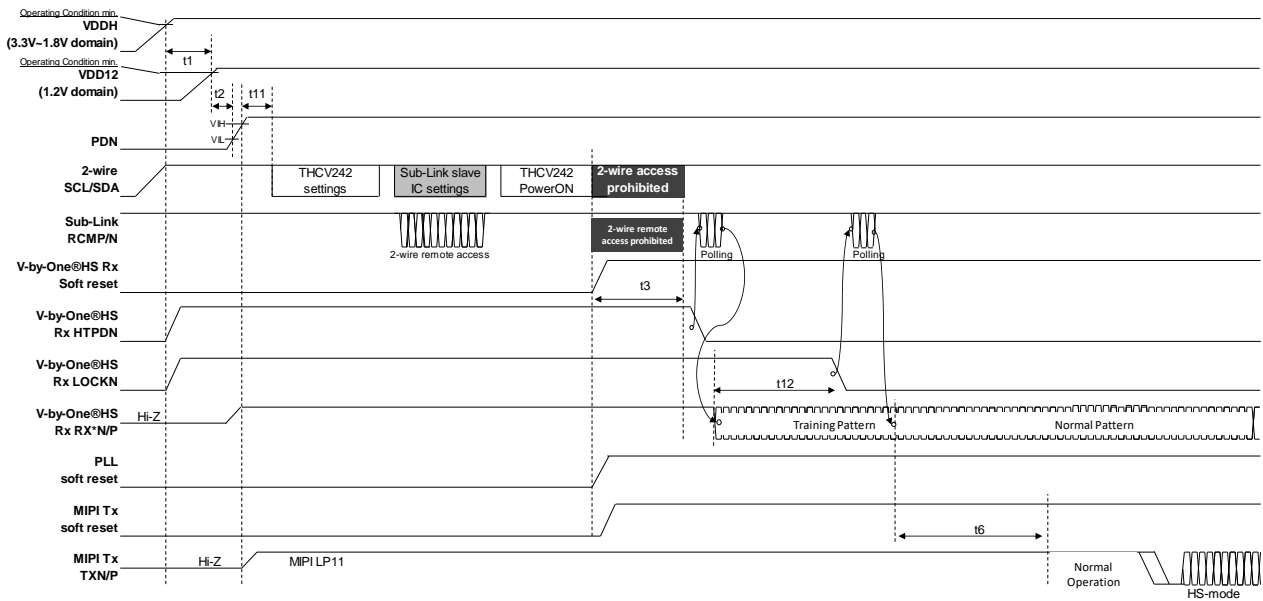 Operating Condition min.
VDDH
(3.3V~1.8V domain)
t1
Operating Condition min.
VDD12
(1.2V domain)
t2
t11
VIH
VIL
PDN
2-wire
SCL/SDA
THCV242
settings
Sub-Link slave
IC settings
THCV242
PowerON
2-wire access
prohibited
Sub-Link
RCMP/N
2-wire remote access
2-wire remote
access prohibited
Polling
Polling
V-by-One®HS Rx
Soft reset
t3
V-by-One®HS
Rx HTPDN
V-by-One®HS
Rx LOCKN
t12
V-by-One®HS
Rx RX*N/P
Hi-Z
Training Pattern
Normal Pattern
PLL
soft reset
MIPI Tx
soft reset
t6
MIPI Tx
TXN/P
Hi-Z
MIPI LP11
Normal
Operation
HS-mode